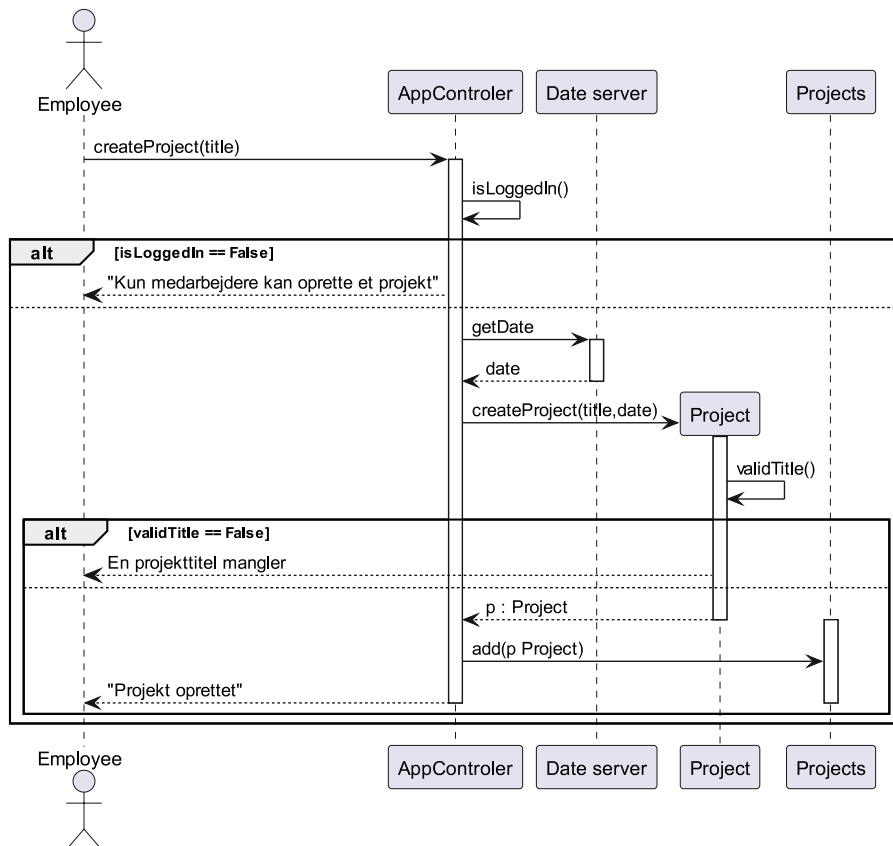 Employee
AppControler
Date server
Projects
createProject(title)
isLoggedIn()
alt
[isLoggedIn == False]
"Kun medarbejdere kan oprette et projekt"
getDate
date
createProject(title,date)
Project
validTitle()
alt
[validTitle == False]
En projekttitel mangler
p : Project
add(p Project)
"Projekt oprettet"
Employee
AppControler
Date server
Project
Projects